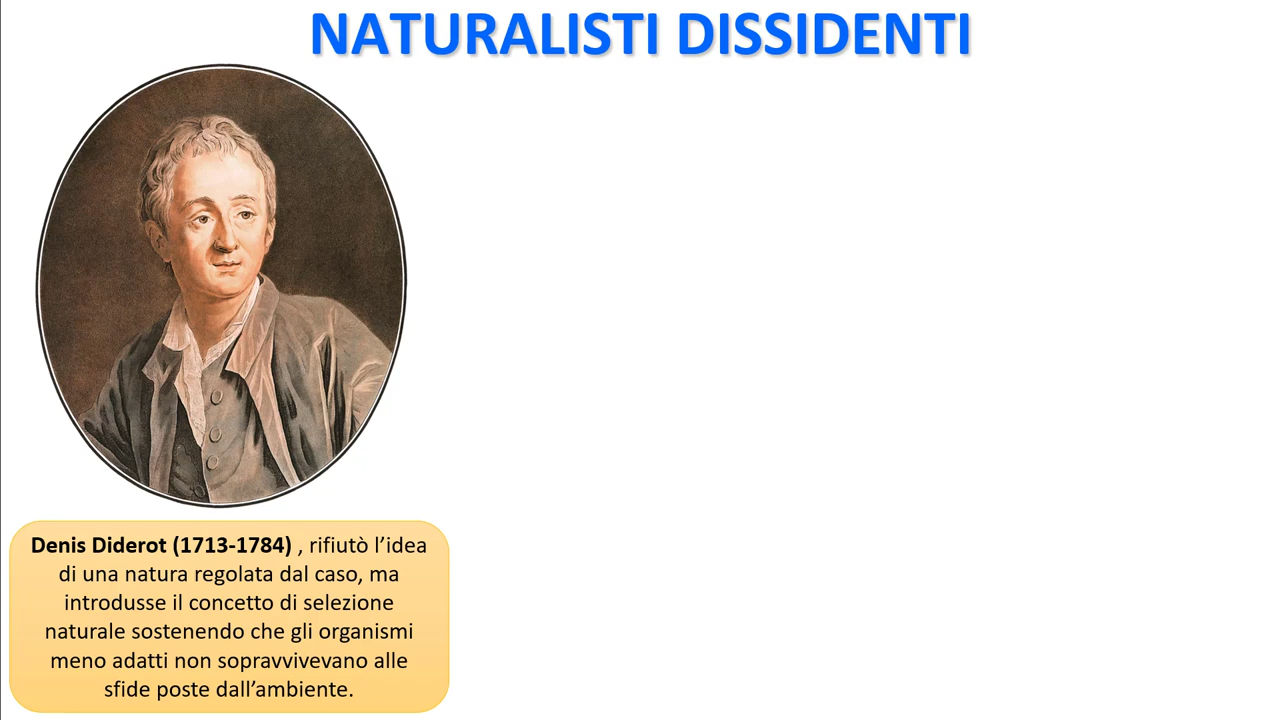 NATURALISTI DISSIDENTI
Denis Diderot (1713-1784) , rifiutò l’idea
di una natura regolata dal caso, ma
introdusse il concetto di selezione
naturale sostenendo che gli organismi
meno adatti non sopravvivevano alle
sfide poste dall’ambiente.